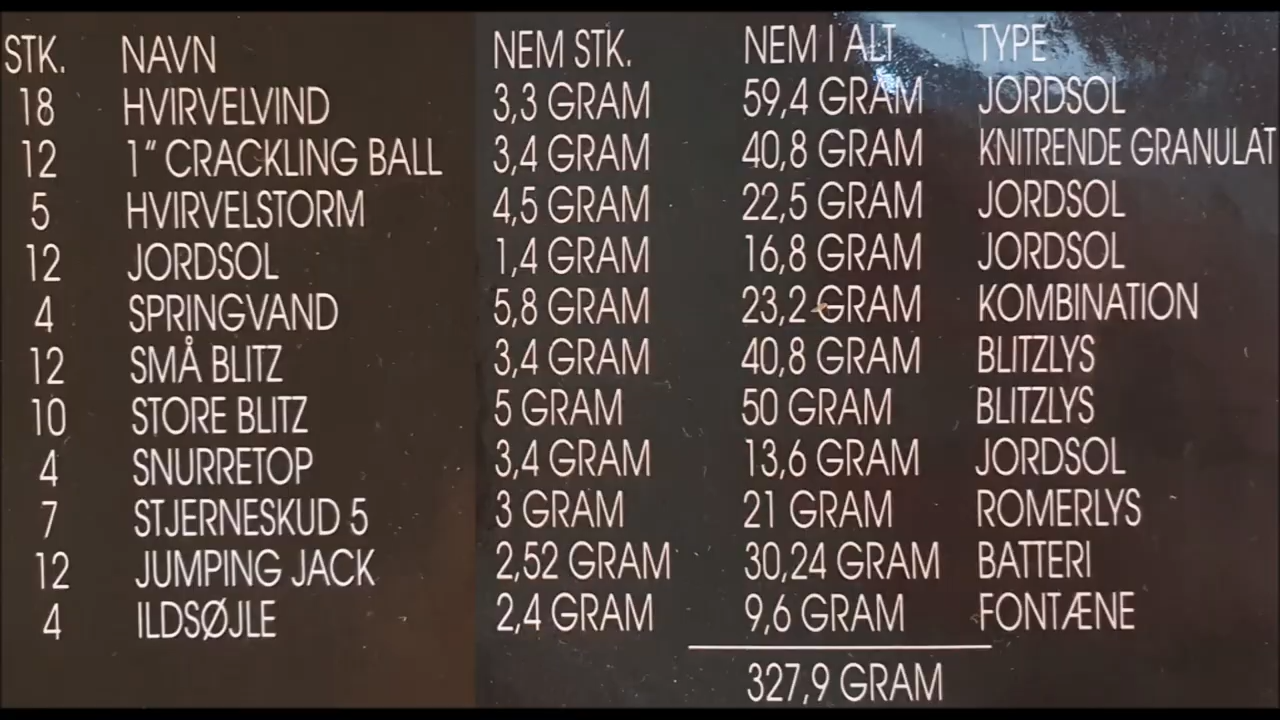 STK. NAVN NEM STK. NEM I ALT TYPE
18 HVIRVELVIND 3,3 GRAM 59,4 GRAM JORDSOL
12 1" CRACKLING BALL 3,4 GRAM 40,8 GRAM KNITRENDE GRANULAT
5 HVIRVELSTORM 4,5 GRAM 22,5 GRAM JORDSOL
12 JORDSOL 1,4 GRAM 16,8 GRAM JORDSOL
4 SPRINGVAND 5,8 GRAM 23,2 GRAM KOMBINATION
12 SMÅ BLITZ 3,4 GRAM 40,8 GRAM BLITZLYS
10 STORE BLITZ 5 GRAM 50 GRAM BLITZLYS
4 SNURRETOP 3,4 GRAM 13,6 GRAM JORDSOL
7 STJERNESKUD 5 3 GRAM 21 GRAM ROMERLYS
12 JUMPING JACK 2,52 GRAM 30,24 GRAM BATTERI
4 ILDSØJLE 2,4 GRAM 9,6 GRAM FONTÆNE
327,9 GRAM